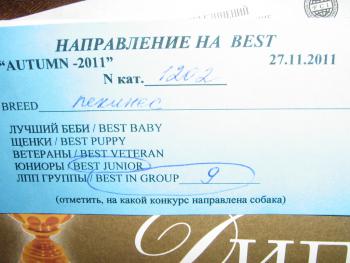 НАПРАВЛЕНИЕ НА BEST
"AUTUMN -2011" 27.11.2011
N кат. 1202
BREED пекинес
ЛУЧШИЙ БЕБИ / BEST BABY
ЩЕНКИ / BEST PUPPY
ВЕТЕРАНЫ / BEST VETERAN
ЮНИОРЫ / BEST JUNIOR
ЛПП ГРУППЫ / BEST IN GROUP 9
(отметить, на какой конкурс направлена собака)